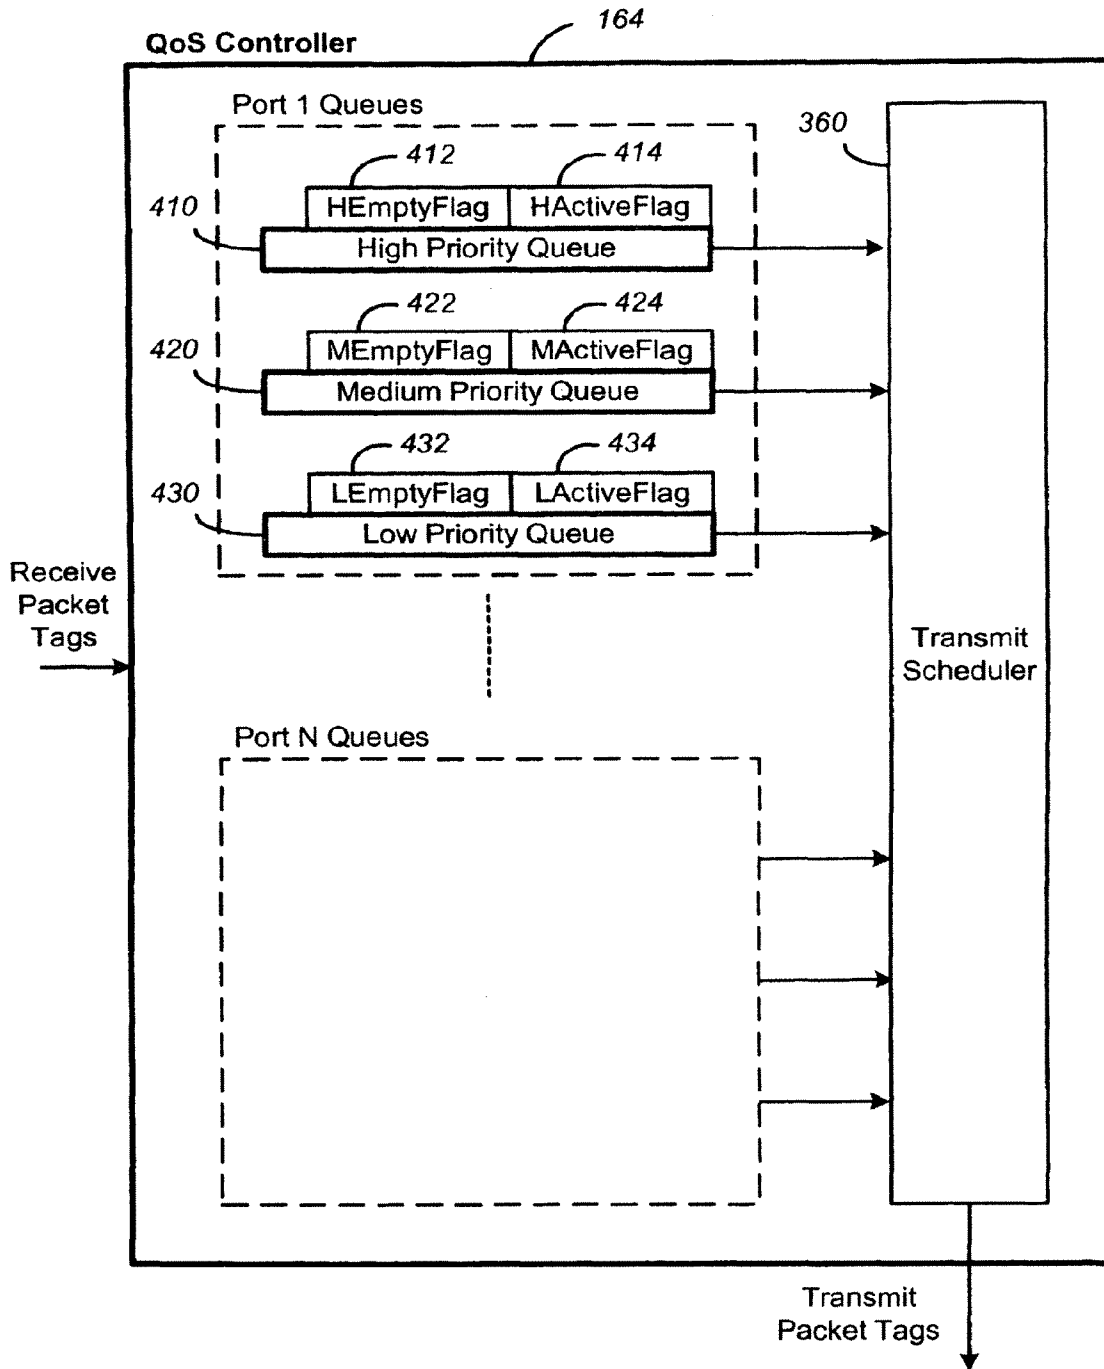 164
QoS Controller
Port 1 Queues
360
412
414
HEmptyFlag
HActiveFlag
410
High Priority Queue
422
424
MEmptyFlag
MActiveFlag
420
Medium Priority Queue
432
434
LEmptyFlag
LActiveFlag
430
Low Priority Queue
Receive
Packet
Tags
Transmit
Scheduler
Port N Queues
Transmit
Packet Tags